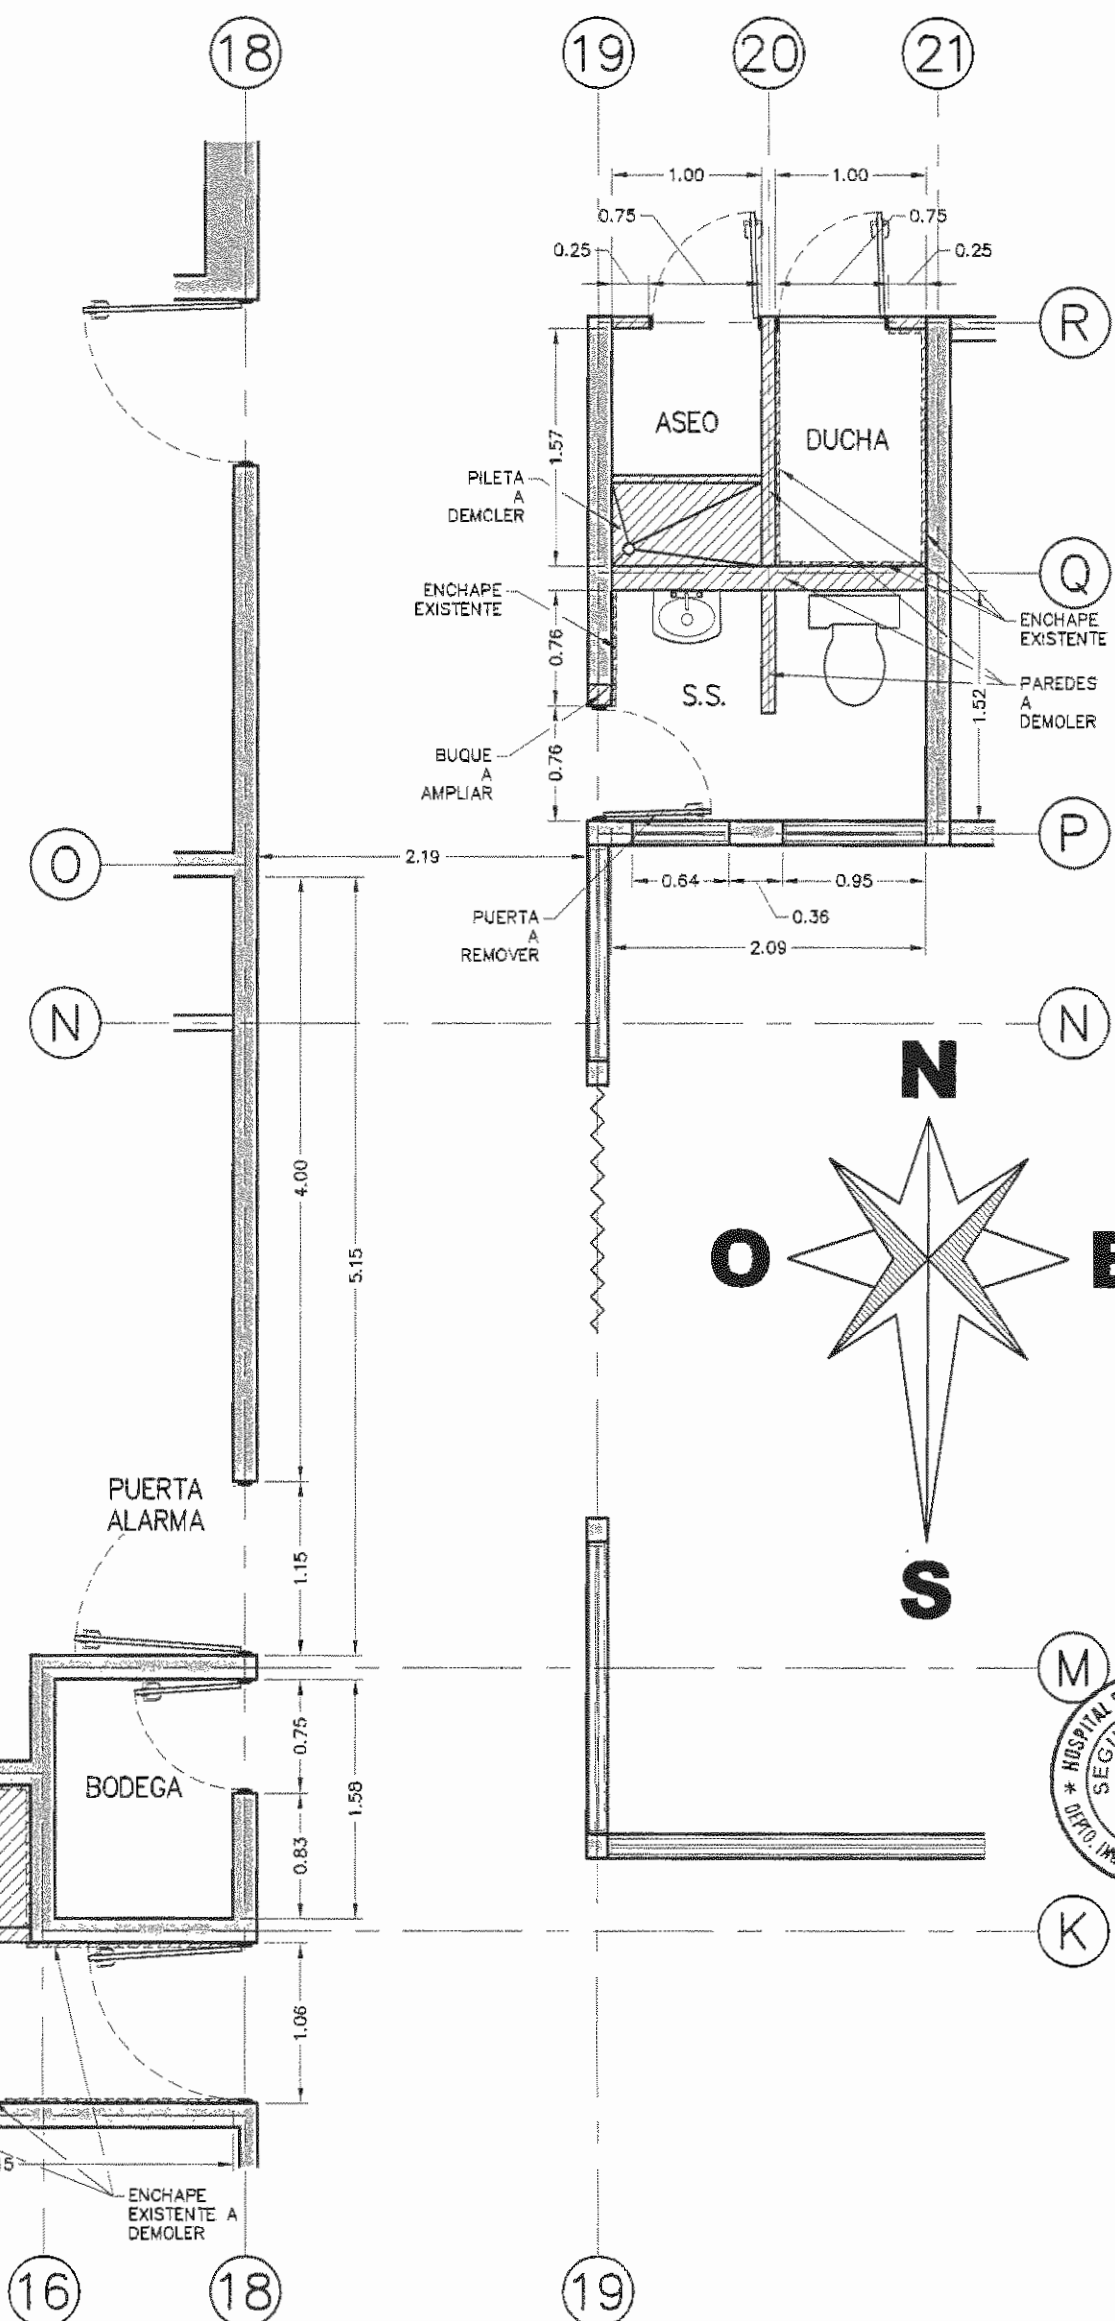 18
19
20
21
1.00
1.00
0.75
0.75
0.25
0.25
R
ASEO
DUCHA
1.57
PILETA
A
DEMOLER
Q
ENCHAPE
EXISTENTE
ENCHAPE
EXISTENTE
0.76
S.S.
PAREDES
A
DEMOLER
1.52
BUQUE
A
AMPLIAR
0.76
P
O
2.19
0.64
0.95
0.36
PUERTA
A
REMOVER
2.09
N
N
N
4.00
5.15
O
E
PUERTA
ALARMA
1.15
S
M
HOSPITAL
0.75
BODEGA
1.58
0.83
* DEPTO.
K
1.06
ENCHAPE
EXISTENTE A
DEMOLER
16
18
19